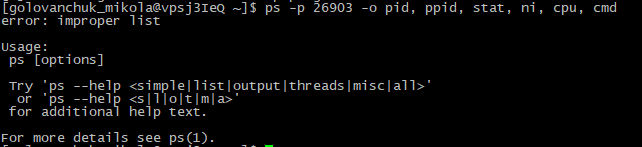 [golovanchuk_mikola@vpsj3IeQ ~]$ ps -p 26903 -o pid, ppid, stat, ni, cpu, cmd
error: improper list

Usage:
 ps [options]

 Try 'ps --help <simple|list|output|threads|misc|all>'
  or 'ps --help <s|l|o|t|m|a>'
 for additional help text.

For more details see ps(1).